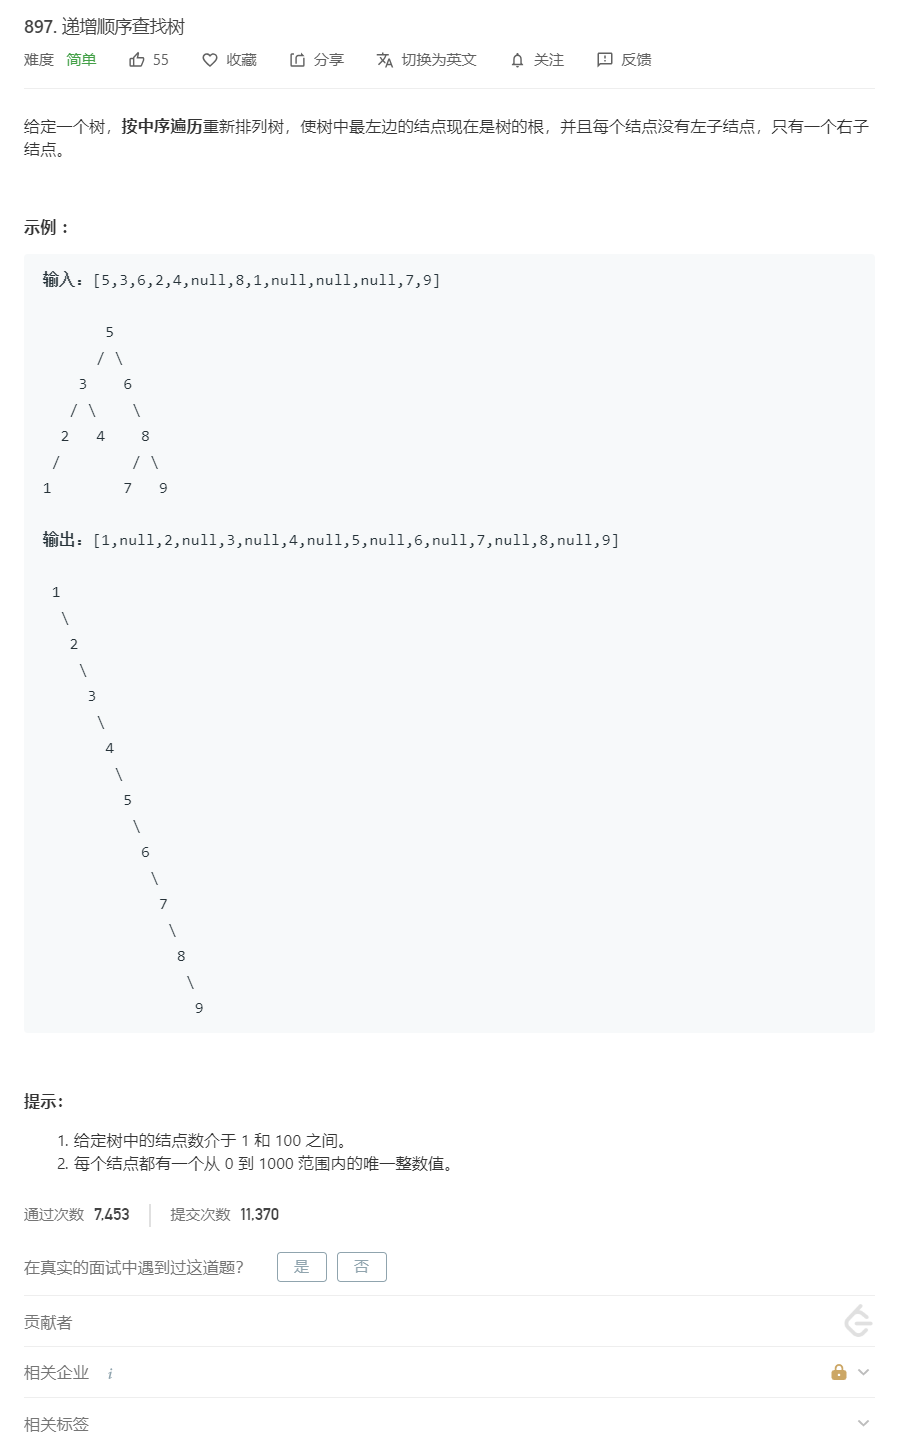 897. 递增顺序查找树
难度 简单 55 收藏 分享 切换为英文 关注 反馈
给定一个树，按中序遍历重新排列树，使树中最左边的结点现在是树的根，并且每个结点没有左子结点，只有一个右子
结点。
示例 ：
输入：[5,3,6,2,4,null,8,1,null,null,null,7,9]
5
/ \
3 6
/ \ \
2 4 8
/ / \
1 7 9
输出：[1,null,2,null,3,null,4,null,5,null,6,null,7,null,8,null,9]
1
\
2
\
3
\
4
\
5
\
6
\
7
\
8
\
9
提示：
1. 给定树中的结点数介于 1 和 100 之间。
2. 每个结点都有一个从 0 到 1000 范围内的唯一整数值。
通过次数 7,453 提交次数 11,370
在真实的面试中遇到过这道题？ 是 否
贡献者
相关企业 i
相关标签